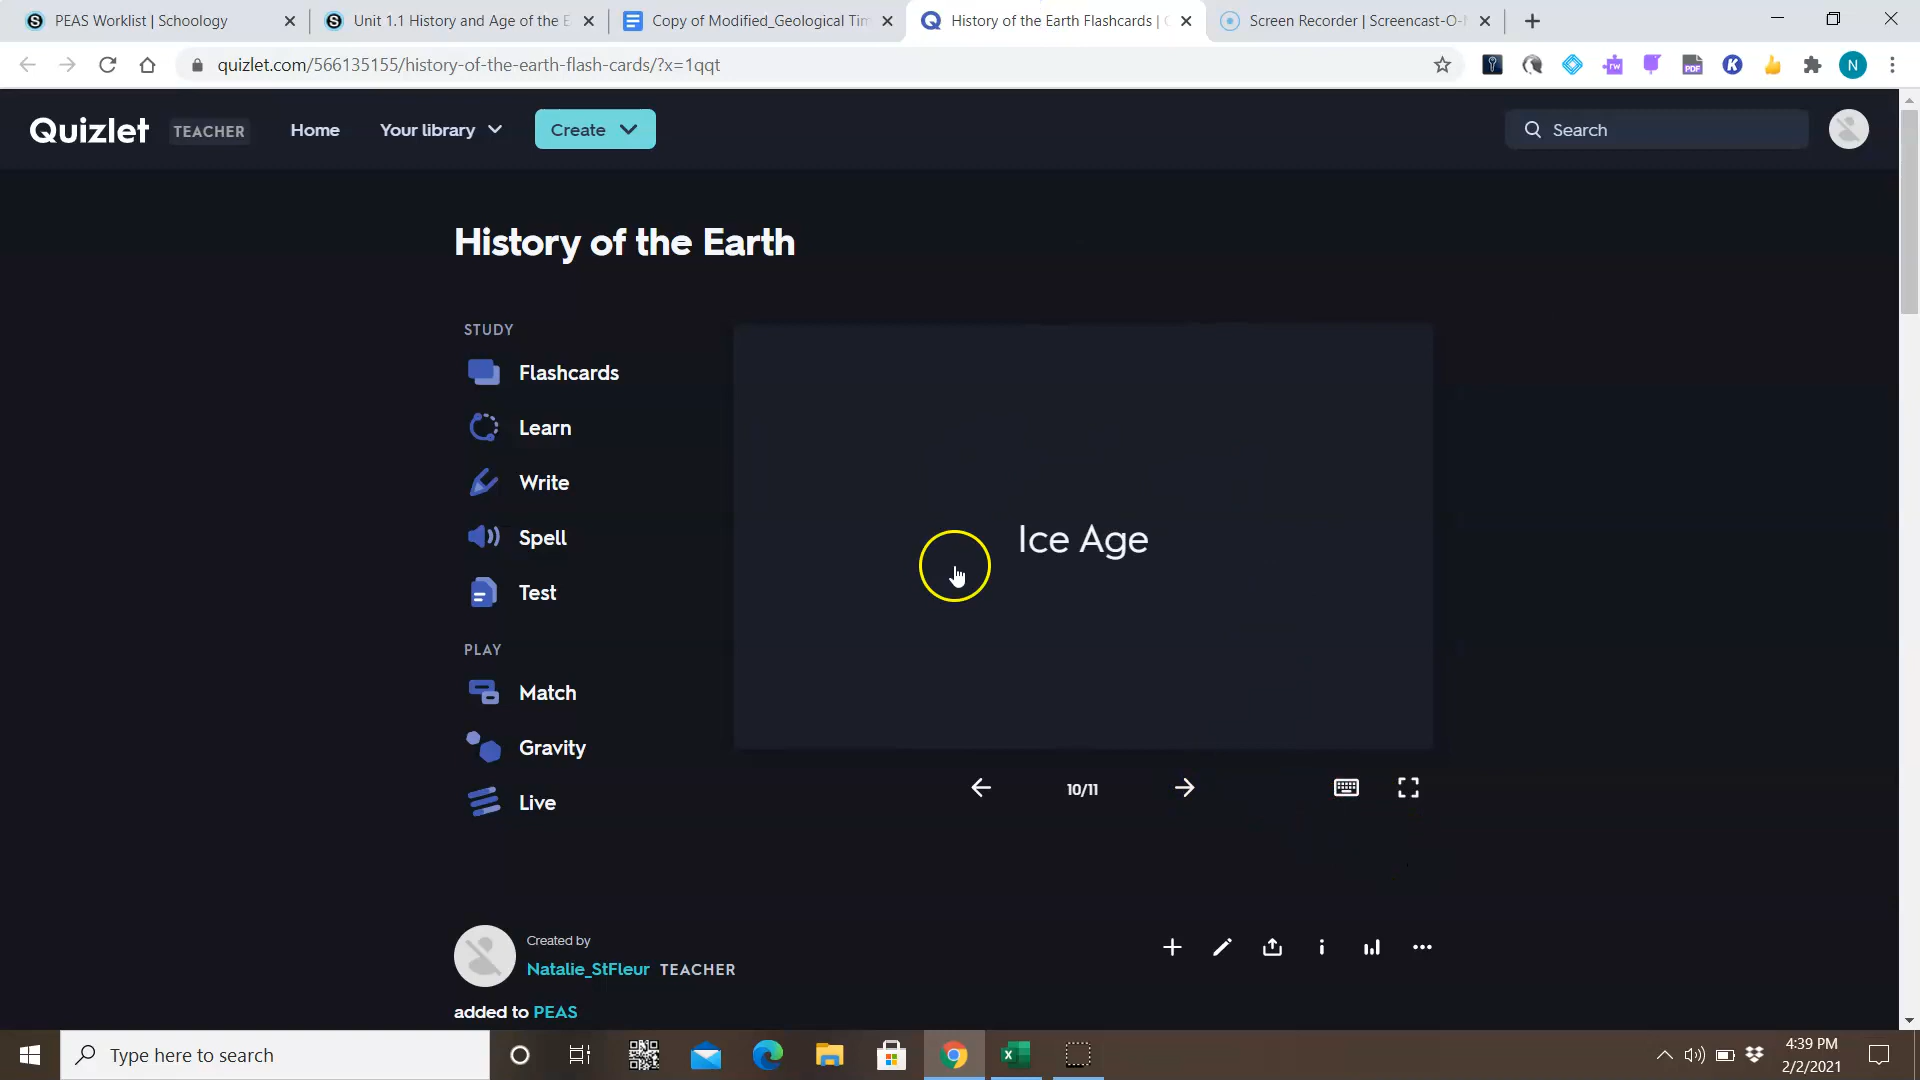 PEAS Worklist | Schoology
Unit 1.1 History and Age of the E
Copy of Modified_Geological Tim
History of the Earth Flashcards |
Screen Recorder | Screencast-O-
quizlet.com/566135155/history-of-the-earth-flash-cards/?x=1qqt
rw
PDF
K
N
Quizlet TEACHER Home Your library Create Search
History of the Earth
STUDY
Flashcards
Learn
Write
Spell
Test
PLAY
Match
Gravity
Live
Ice Age
10/11
Created by
Natalie_StFleur TEACHER
added to PEAS
Type here to search
4:39 PM
2/2/2021